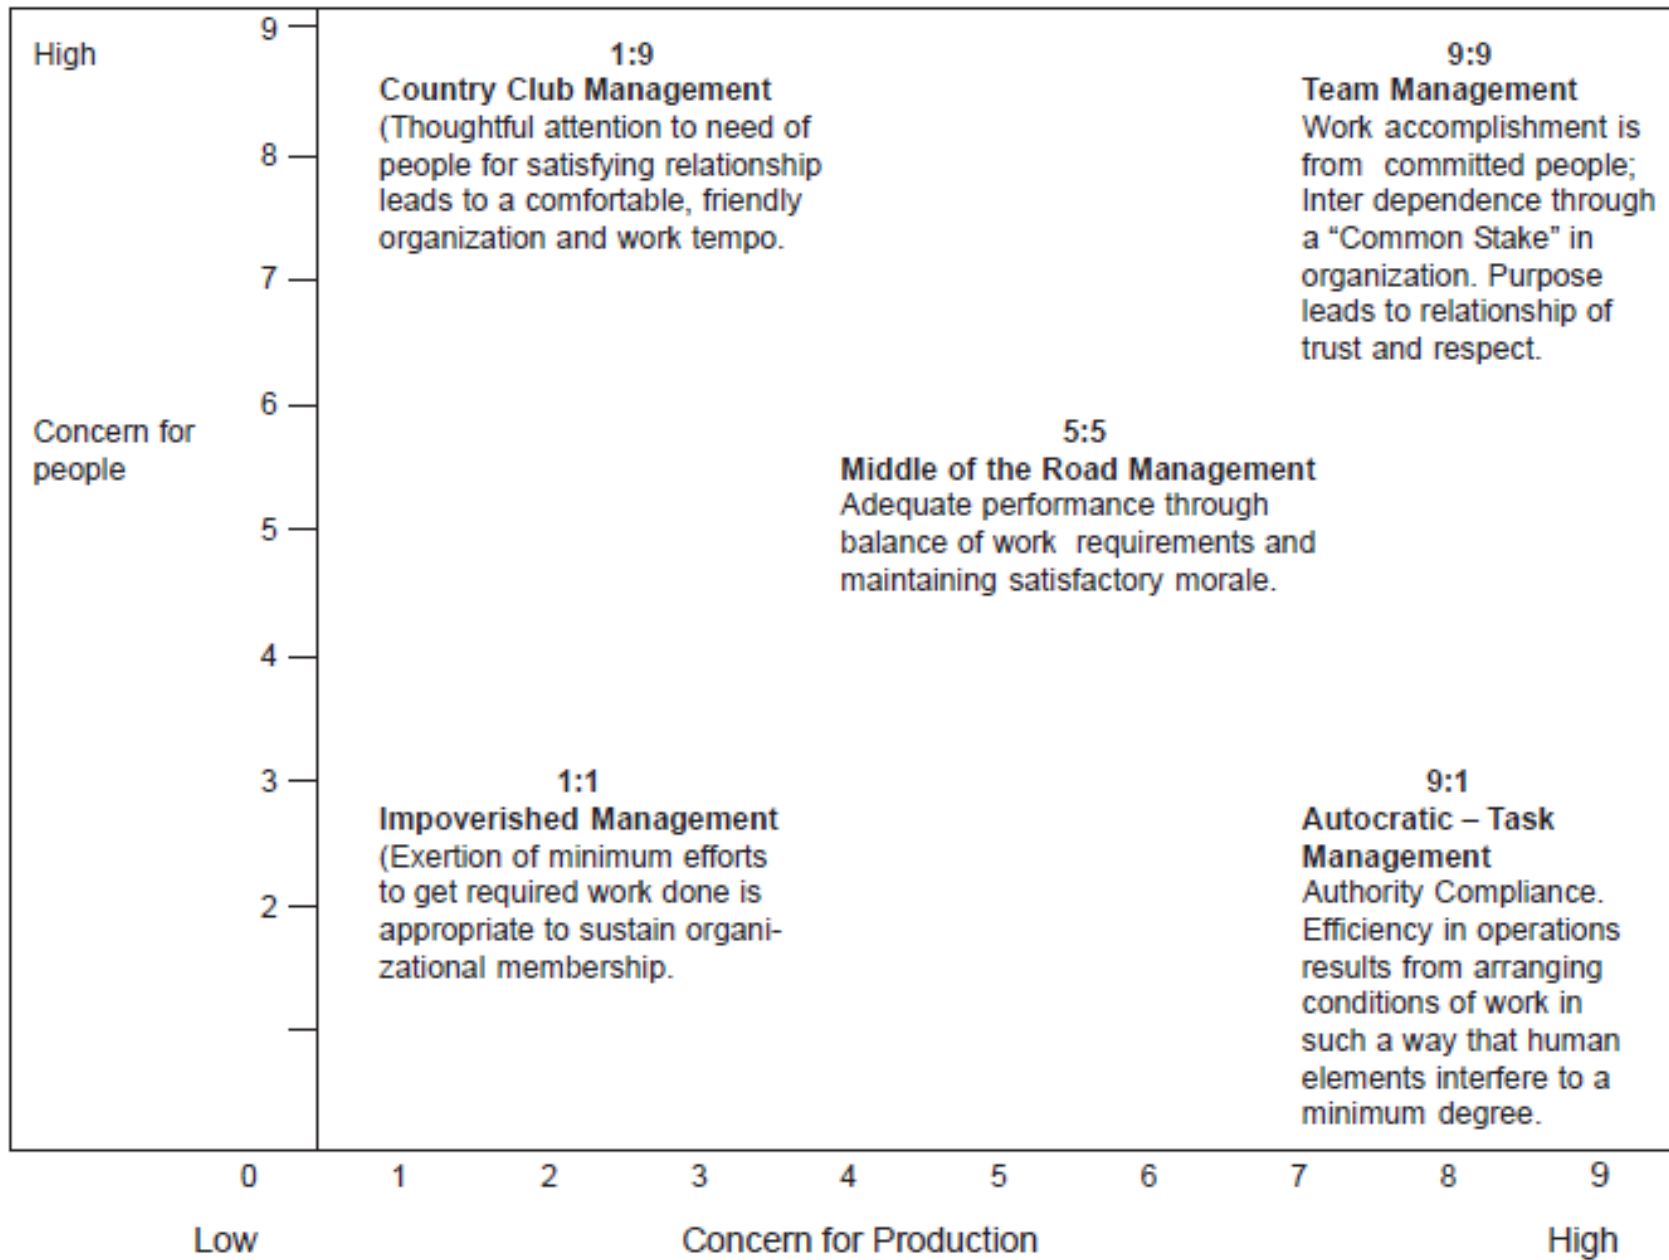 9
High
1:9
Country Club Management
(Thoughtful attention to need of
people for satisfying relationship
leads to a comfortable, friendly
organization and work tempo.
9:9
Team Management
Work accomplishment is
from committed people;
Inter dependence through
a “Common Stake” in
organization. Purpose
leads to relationship of
trust and respect.
8
7
6
Concern for
people
5:5
Middle of the Road Management
Adequate performance through
balance of work requirements and
maintaining satisfactory morale.
5
4
3
1:1
Impoverished Management
(Exertion of minimum efforts
to get required work done is
appropriate to sustain organi-
zational membership.
9:1
Autocratic – Task
Management
Authority Compliance.
Efficiency in operations
results from arranging
conditions of work in
such a way that human
elements interfere to a
minimum degree.
2
0 1 2 3 4 5 6 7 8 9
Low Concern for Production High